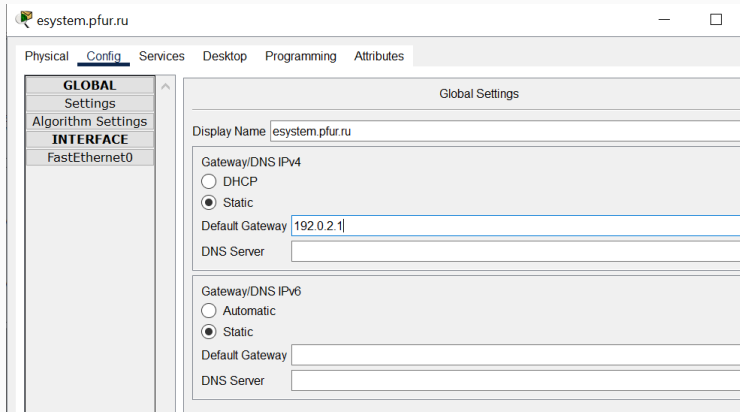 esystem.pfur.ru
Physical Config Services Desktop Programming Attributes
GLOBAL
Settings
Algorithm Settings
INTERFACE
FastEthernet0
Global Settings
Display Name esystem.pfur.ru
Gateway/DNS IPv4
DHCP
Static
Default Gateway 192.0.2.1
DNS Server
Gateway/DNS IPv6
Automatic
Static
Default Gateway
DNS Server